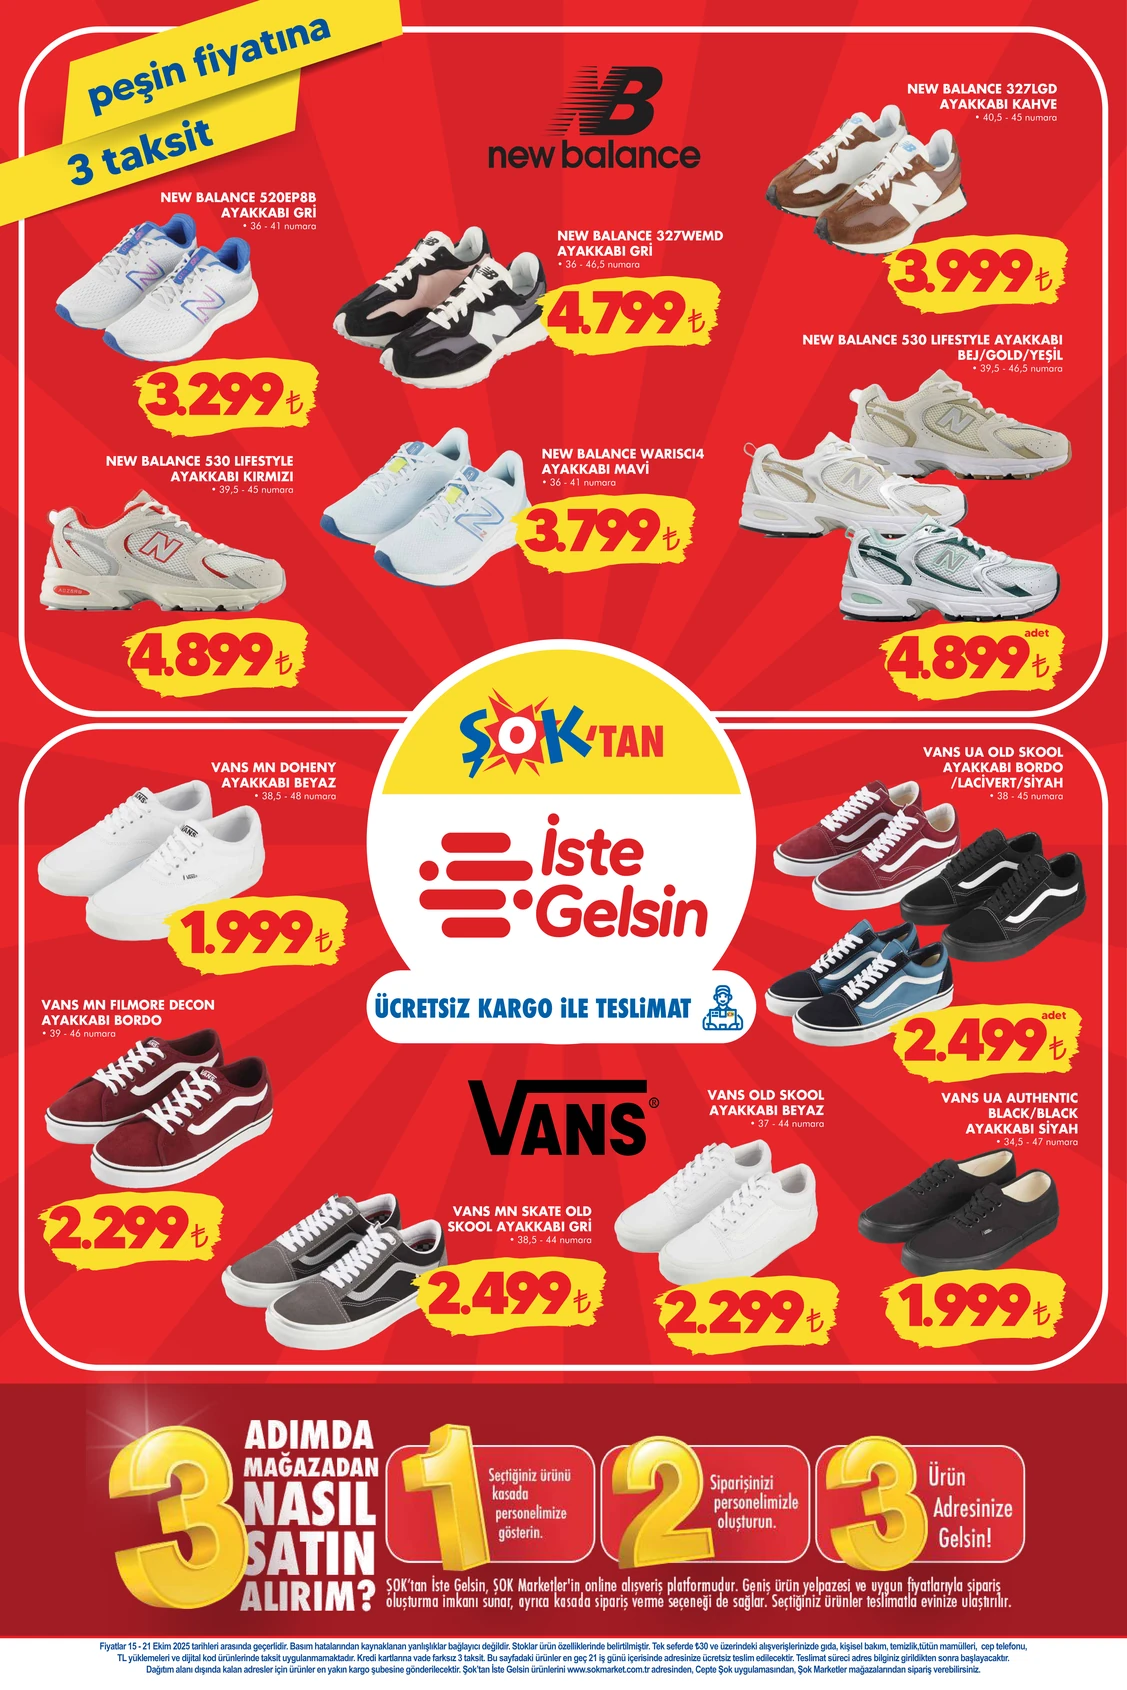 peşin fiyatına
3 taksit
new balance
NEW BALANCE 520EP8B
AYAKKABI GRİ
• 36 - 41 numara
3.299₺
NEW BALANCE 327WEMD
AYAKKABI GRİ
• 36 - 46,5 numara
4.799₺
NEW BALANCE 327LGD
AYAKKABI KAHVE
• 40,5 - 45 numara
3.999₺
NEW BALANCE 530 LIFESTYLE AYAKKABI
BEJ/GOLD/YEŞİL
• 39,5 - 46,5 numara
adet
4.899₺
NEW BALANCE 530 LIFESTYLE
AYAKKABI KIRMIZI
• 39,5 - 45 numara
4.899₺
NEW BALANCE WARISCI4
AYAKKABI MAVİ
• 36 - 41 numara
3.799₺
ŞOK'TAN
İste
Gelsin
ÜCRETSİZ KARGO İLE TESLİMAT
VANS MN DOHENY
AYAKKABI BEYAZ
• 38,5 - 48 numara
1.999₺
VANS UA OLD SKOOL
AYAKKABI BORDO
/LACİVERT/SİYAH
• 38 - 45 numara
adet
2.499₺
VANS MN FILMORE DECON
AYAKKABI BORDO
• 39 - 46 numara
2.299₺
VANS®
VANS MN SKATE OLD
SKOOL AYAKKABI GRİ
• 38,5 - 44 numara
2.499₺
VANS OLD SKOOL
AYAKKABI BEYAZ
• 37 - 44 numara
2.299₺
VANS UA AUTHENTIC
BLACK/BLACK
AYAKKABI SİYAH
• 34,5 - 47 numara
1.999₺
3 ADIMDA
MAĞAZADAN
NASIL
SATIN
ALIRIM?
1
Seçtiğiniz ürünü
kasada
personelimize
gösterin.
2
Siparişinizi
personelimizle
oluşturun.
3
Ürün
Adresinize
Gelsin!
ŞOK'tan İste Gelsin, ŞOK Marketler'in online alışveriş platformudur. Geniş ürün yelpazesi ve uygun fiyatlarıyla sipariş
oluşturma imkanı sunar, ayrıca kasada sipariş verme seçeneği de sağlar. Seçtiğiniz ürünler teslimatla evinize ulaştırılır.
Fiyatlar 15 - 21 Ekim 2025 tarihleri arasında geçerlidir. Basım hatalarından kaynaklanan yanlışlıklar bağlayıcı değildir. Stoklar ürün özelliklerinde belirtilmiştir. Tek seferde ₺30 ve üzerindeki alışverişlerinizde gıda, kişisel bakım, temizlik,tütün mamülleri, cep telefonu,
TL yüklemeleri ve dijital kod ürünlerinde taksit uygulanmamaktadır. Kredi kartlarına vade farksız 3 taksit. Bu sayfadaki ürünler en geç 21 iş günü içerisinde adresinize ücretsiz teslim edilecektir. Teslimat süreci adres bilginiz girildikten sonra başlayacaktır.
Dağıtım alanı dışında kalan adresler için ürünler en yakın kargo şubesine gönderilecektir. Şok'tan İste Gelsin ürünlerini www.sokmarket.com.tr adresinden, Cepte Şok uygulamasından, Şok Marketler mağazalarından sipariş verebilirsiniz.